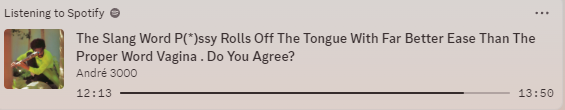 Listening to Spotify
The Slang Word P(*)ssy Rolls Off The Tongue With Far Better Ease Than The
Proper Word Vagina . Do You Agree?
André 3000
12:13 13:50